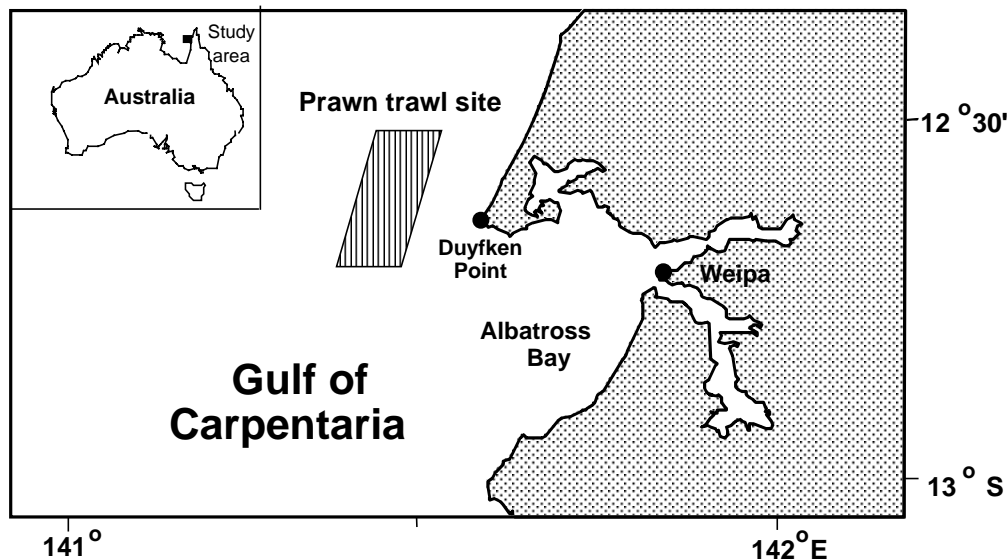 Study
area
Australia
Prawn trawl site
12 °30'
Duyfken
Point
Weipa
Albatross
Bay
Gulf of
Carpentaria
13° S
141°
142°E